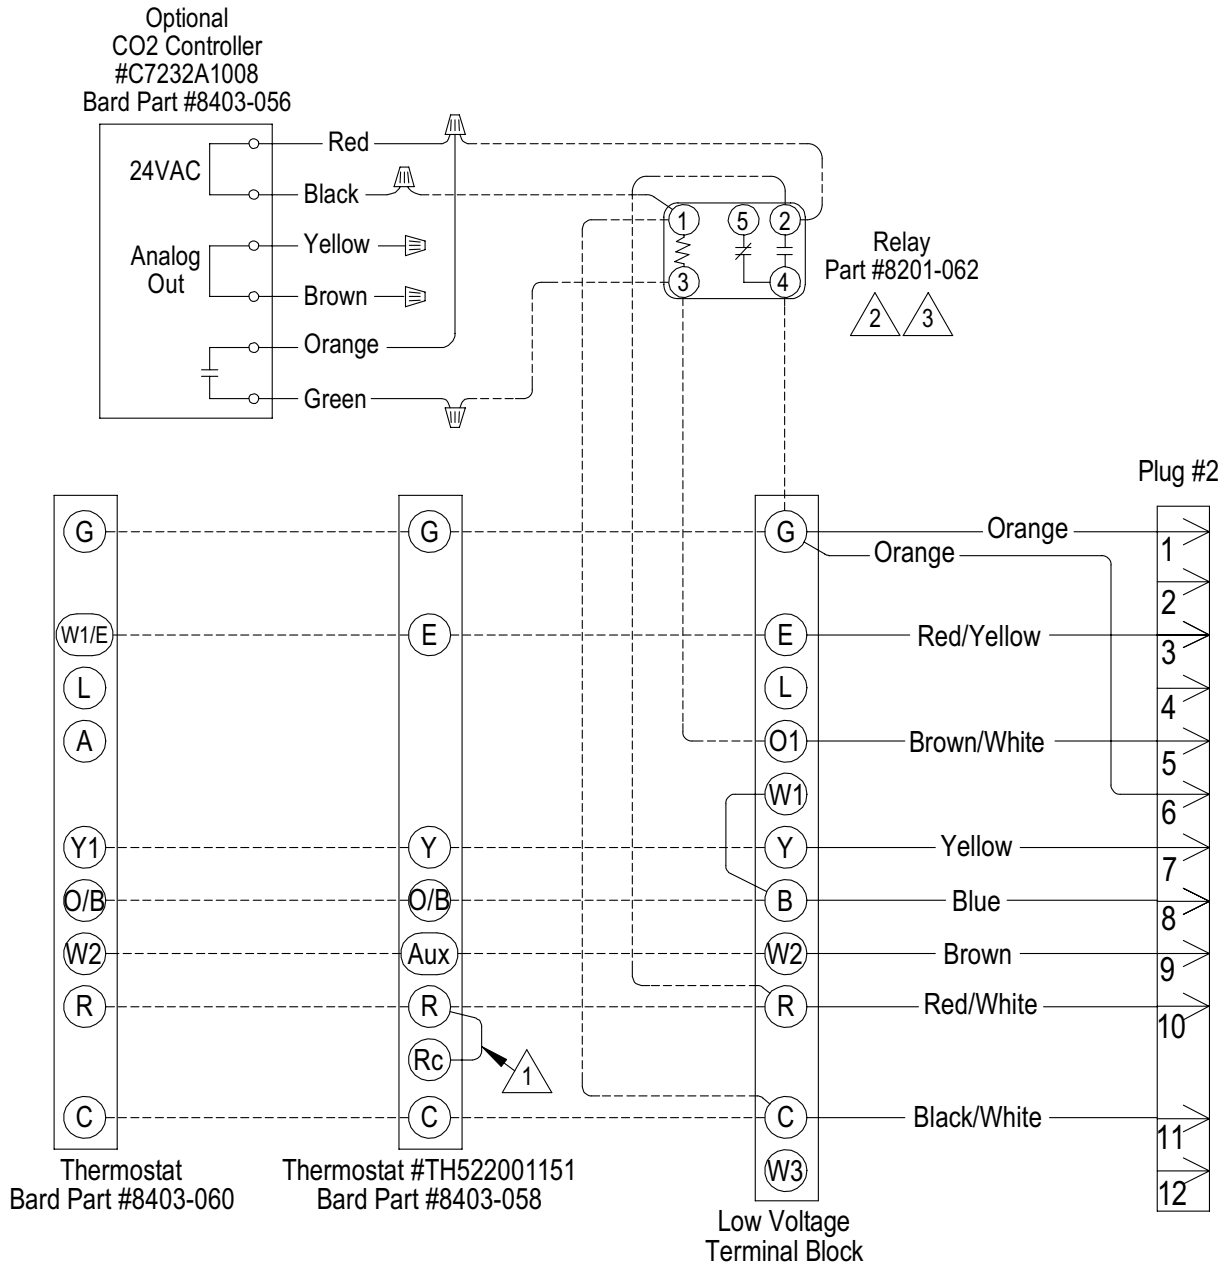 Optional
CO2 Controller
#C7232A1008
Bard Part #8403-056
24VAC
Red
Black
Analog
Out
Yellow
Brown
Orange
Green
1 5 2
3 4
Relay
Part #8201-062
2 3
Plug #2
G G G Orange 1
Orange
2
W1/E E E Red/Yellow 3
L L 4
A O1 Brown/White 5
W1 6
Y1 Y Y Yellow 7
O/B O/B B Blue 8
W2 Aux W2 Brown 9
R R R Red/White 10
Rc 1
C C C Black/White 11
W3 12
Thermostat
Bard Part #8403-060
Thermostat #TH522001151
Bard Part #8403-058
Low Voltage
Terminal Block